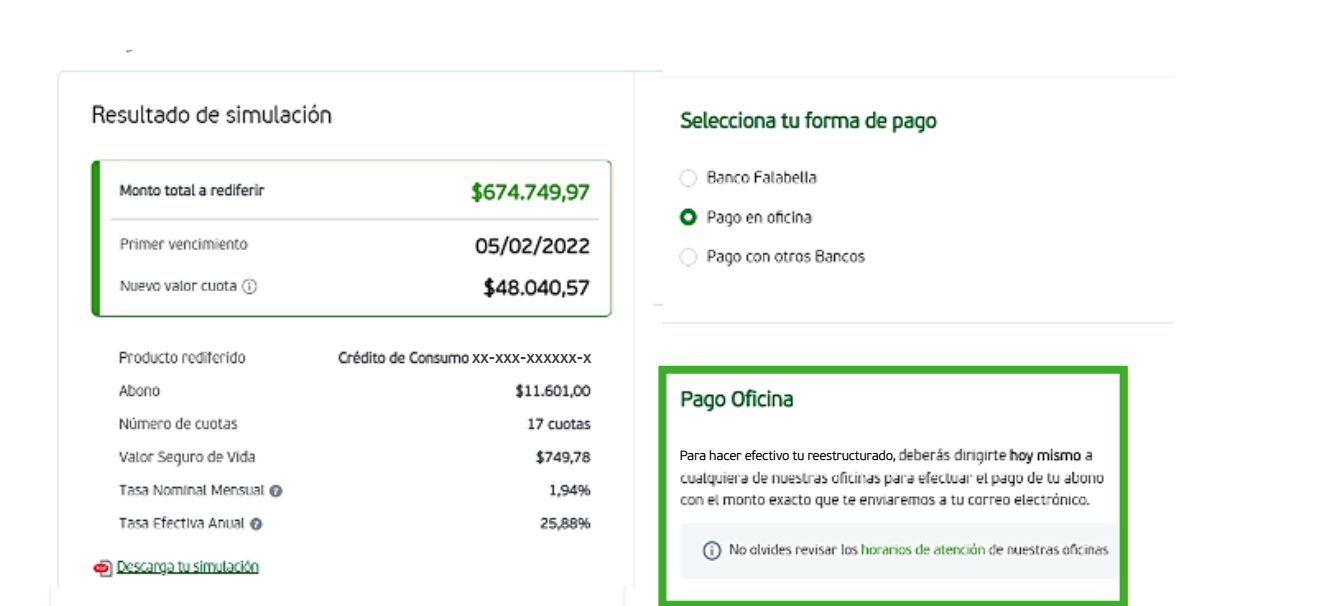 Resultado de simulación
Monto total a rediferir $674.749,97
Primer vencimiento 05/02/2022
Nuevo valor cuota $48.040,57
Producto rediferido Crédito de Consumo xx-xxx-xxxxxx-x
Abono $11.601,00
Número de cuotas 17 cuotas
Valor Seguro de Vida $749,78
Tasa Nominal Mensual 1,94%
Tasa Efectiva Anual 25,88%
Descarga tu simulación
Selecciona tu forma de pago
Banco Falabella
Pago en oficina
Pago con otros Bancos
Pago Oficina
Para hacer efectivo tu reestructurado, deberás dirigirte hoy mismo a
cualquiera de nuestras oficinas para efectuar el pago de tu abono
con el monto exacto que te enviaremos a tu correo electrónico.
No olvides revisar los horarios de atención de nuestras oficinas